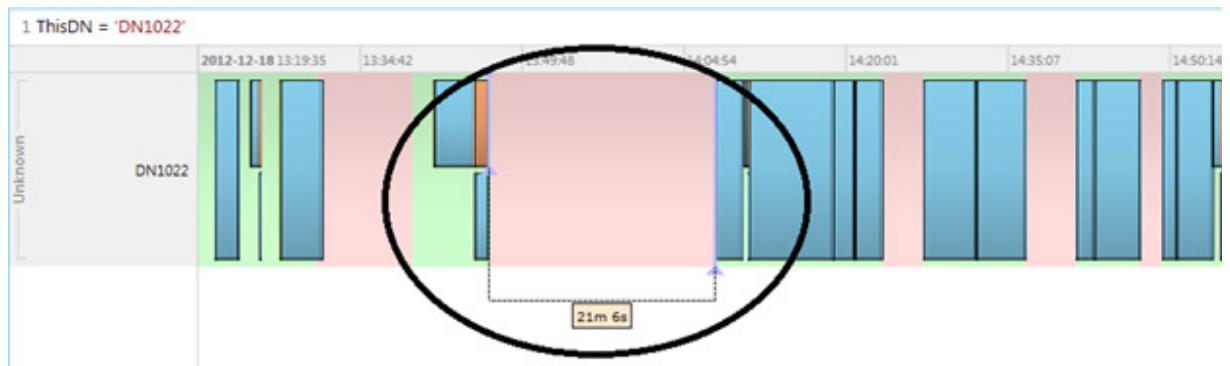 1 ThisDN = 'DN1022'
2012-12-18 13:19:35 13:34:42 13:49:48 14:04:54 14:20:01 14:35:07 14:50:14
Unknown
DN1022
21m 6s